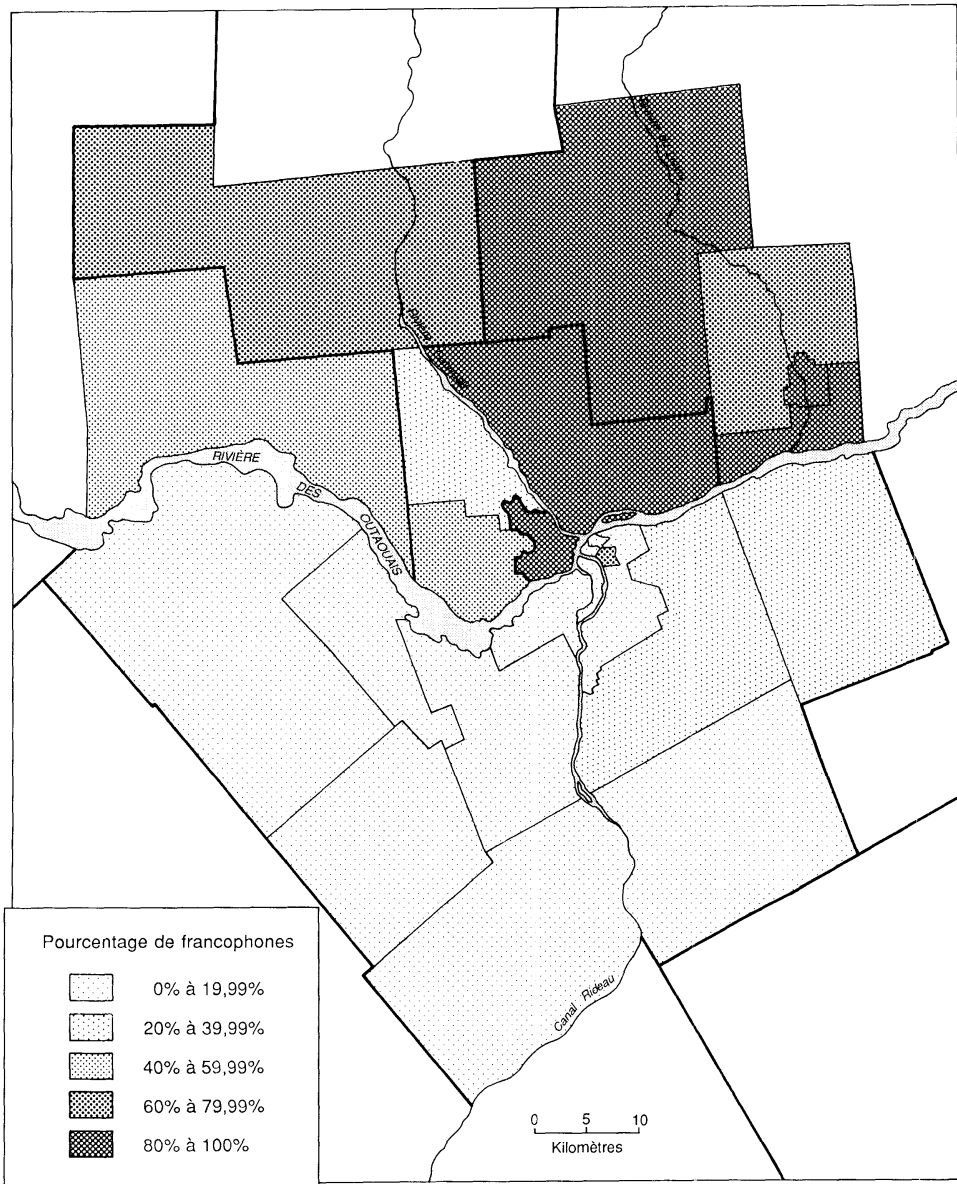 RIVIÈRE
DES
OUTAOUAIS
Rivière
Canal Rideau
Pourcentage de francophones
0% à 19,99%
20% à 39,99%
40% à 59,99%
60% à 79,99%
80% à 100%
0 5 10
Kilomètres